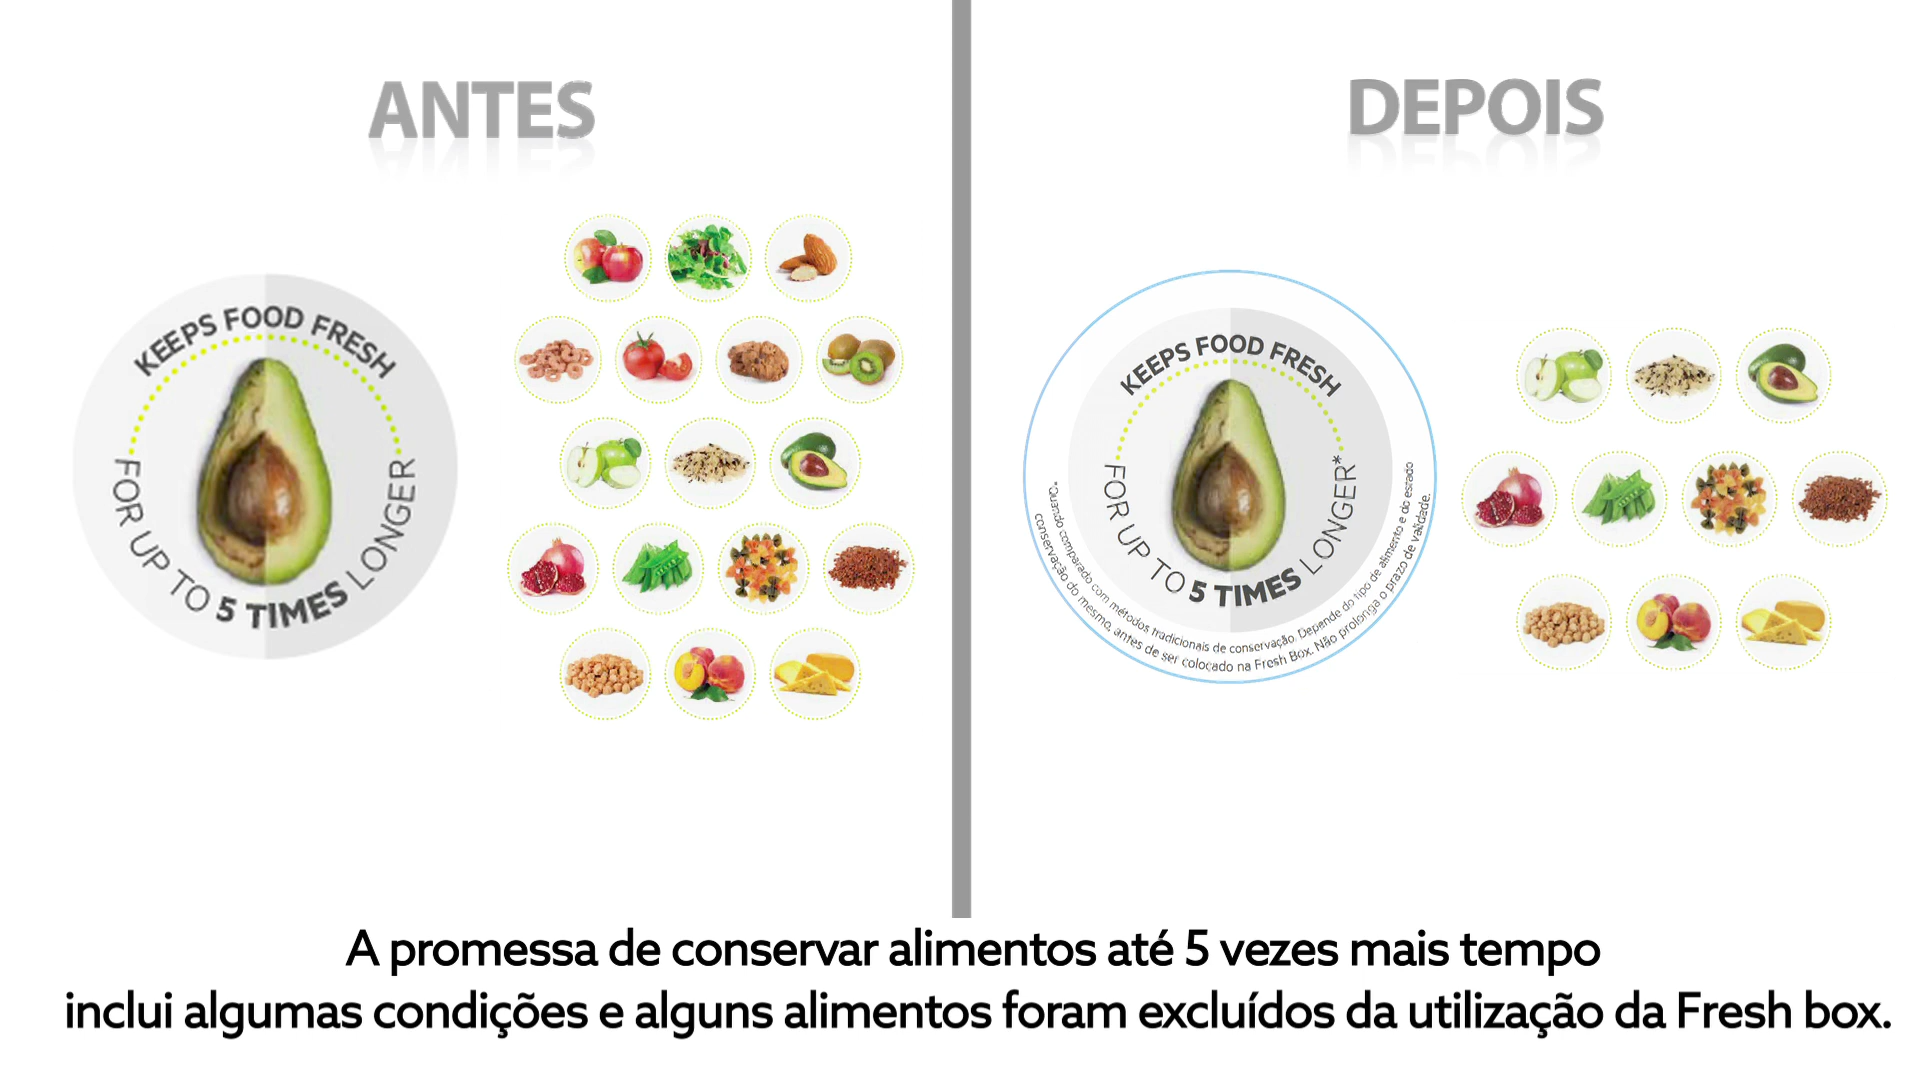 ANTES
DEPOIS
KEEPS FOOD FRESH
FOR UP TO 5 TIMES LONGER
KEEPS FOOD FRESH
FOR UP TO 5 TIMES LONGER*
*Quando comparado com métodos tradicionais de conservação. Depende do tipo de alimento e do estado
conservação do mesmo, antes de ser colocado na Fresh Box. Não prolonga o prazo de validade.
A promessa de conservar alimentos até 5 vezes mais tempo
inclui algumas condições e alguns alimentos foram excluídos da utilização da Fresh box.